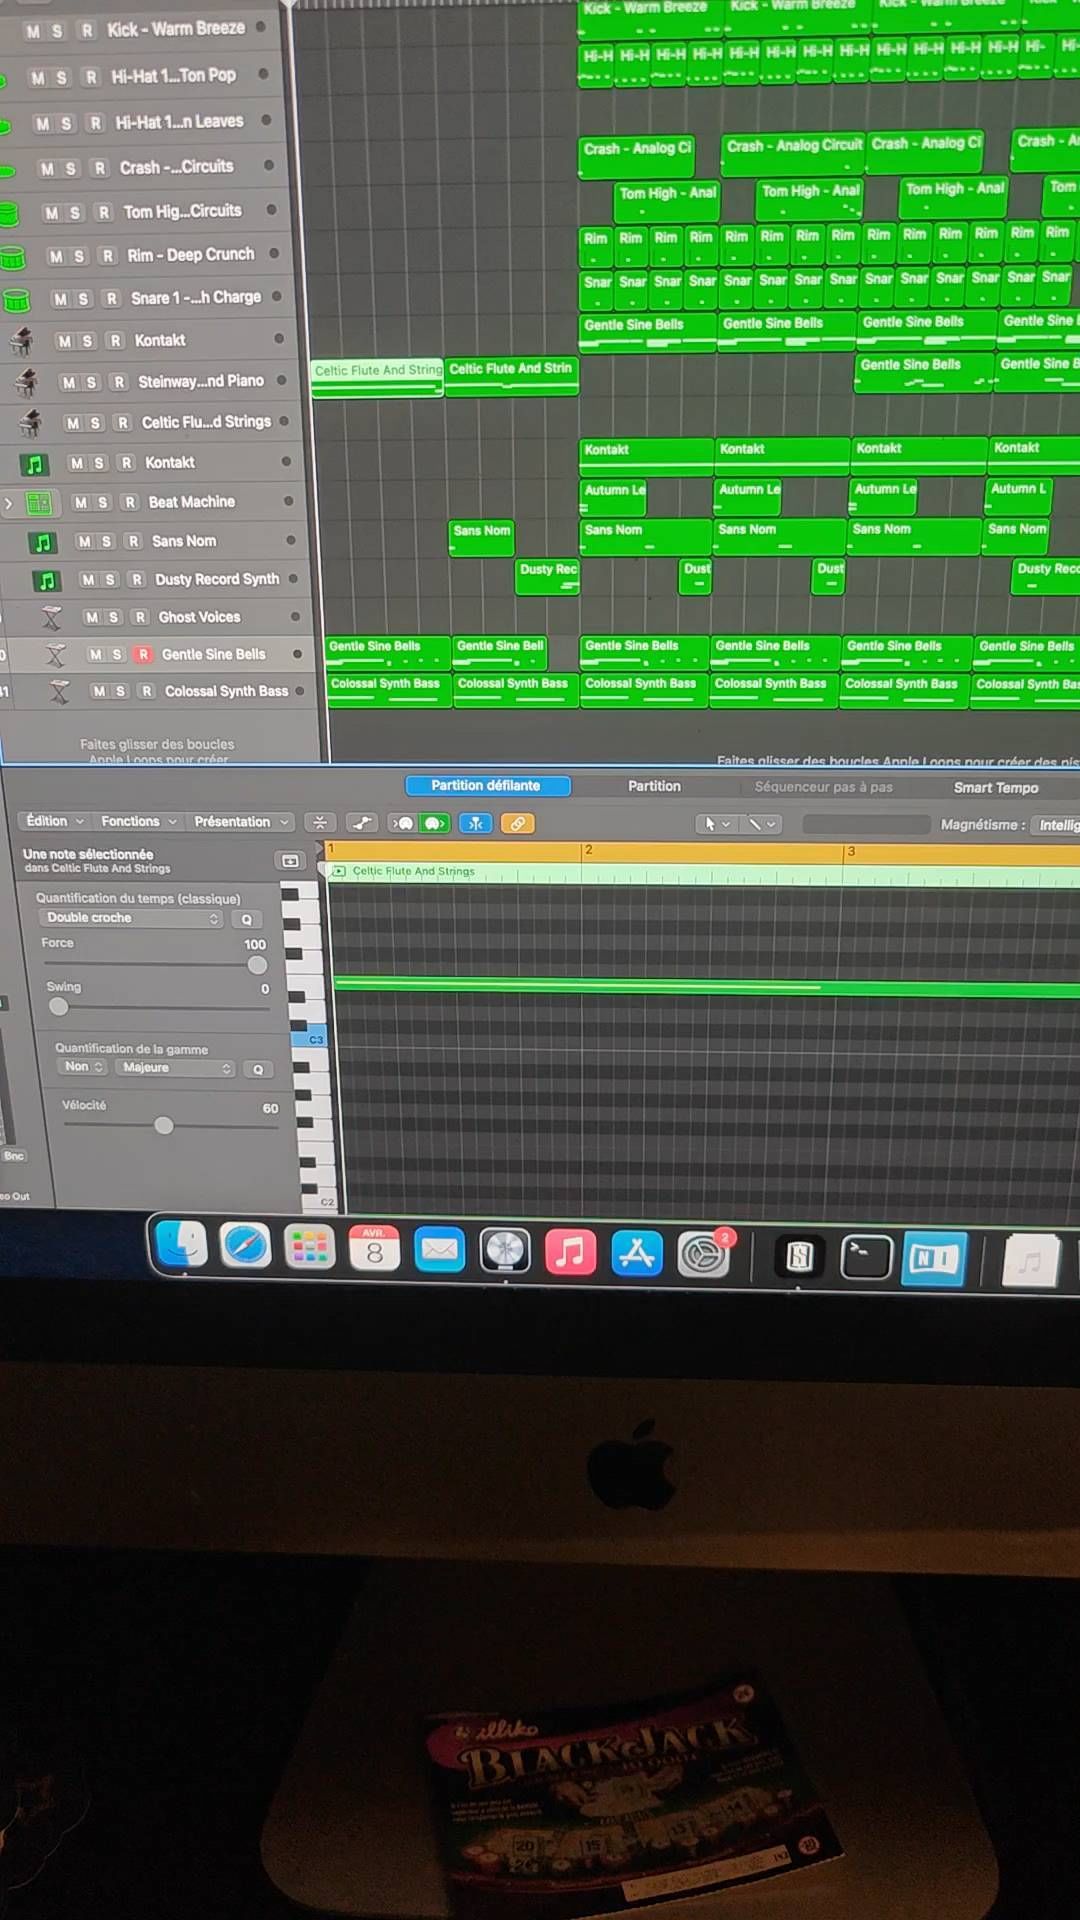 M S R Kick - Warm Breeze
M S R Hi-Hat 1...Ton Pop
M S R Hi-Hat 1...n Leaves
M S R Crash -...Circuits
M S R Tom Hig...Circuits
M S R Rim - Deep Crunch
M S R Snare 1 -...h Charge
M S R Kontakt
M S R Steinway...nd Piano
M S R Celtic Flu...d Strings
M S R Kontakt
M S R Beat Machine
M S R Sans Nom
M S R Dusty Record Synth
M S R Ghost Voices
M S R Gentle Sine Bells
M S R Colossal Synth Bass
Faites glisser des boucles
Apple Loops pour créer
Kick - Warm Breeze Kick - Warm Breeze Kick - Warm Breeze
Hi-H Hi-H Hi-H Hi-H Hi-H Hi-H Hi-H Hi-H Hi-H Hi-H Hi-H Hi-H Hi- Hi-
Crash - Analog Ci Crash - Analog Circuit Crash - Analog Ci Crash - A
Tom High - Anal Tom High - Anal Tom High - Anal Tom
Rim Rim Rim Rim Rim Rim Rim Rim Rim Rim Rim Rim Rim Rim
Snar Snar Snar Snar Snar Snar Snar Snar Snar Snar Snar Snar Snar Snar
Gentle Sine Bells Gentle Sine Bells Gentle Sine Bells Gentle Sine
Celtic Flute And String Celtic Flute And Strin Gentle Sine Bells Gentle Sine B
Kontakt Kontakt Kontakt Kontakt
Autumn Le Autumn Le Autumn Le Autumn L
Sans Nom Sans Nom Sans Nom Sans Nom Sans Nom
Dusty Rec Dust Dust Dusty Reco
Gentle Sine Bells Gentle Sine Bell Gentle Sine Bells Gentle Sine Bells Gentle Sine Bells Gentle Sine Bells
Colossal Synth Bass Colossal Synth Bass Colossal Synth Bass Colossal Synth Bass Colossal Synth Bass Colossal Synth Ba
Faites glisser des boucles Apple Loops pour créer des pis
Partition défilante Partition Séquenceur pas à pas Smart Tempo
Édition Fonctions Présentation Magnétisme : Intellig
Une note sélectionnée
dans Celtic Flute And Strings
1 2 3
Celtic Flute And Strings
Quantification du temps (classique)
Double croche Q
Force 100
Swing 0
C3
Quantification de la gamme
Non Majeure Q
Vélocité 60
Bnc
C2
eo Out
AVR.
8
2
N I
illiko
BLACK JACK
20 15 13 14